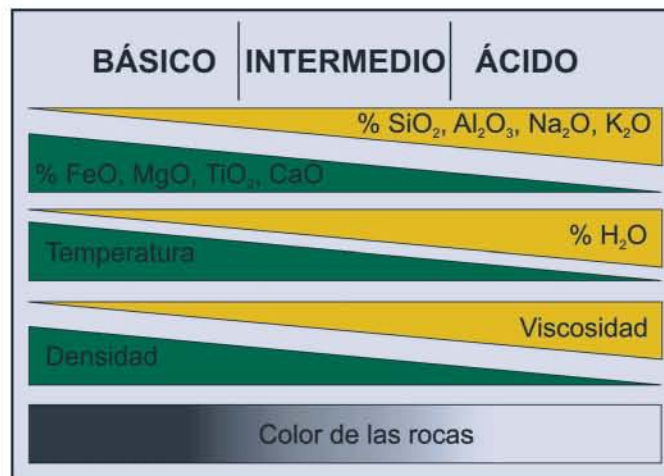 BÁSICO INTERMEDIO ÁCIDO
% SiO₂, Al₂O₃, Na₂O, K₂O
% FeO, MgO, TiO₂, CaO
% H₂O
Temperatura
Viscosidad
Densidad
Color de las rocas